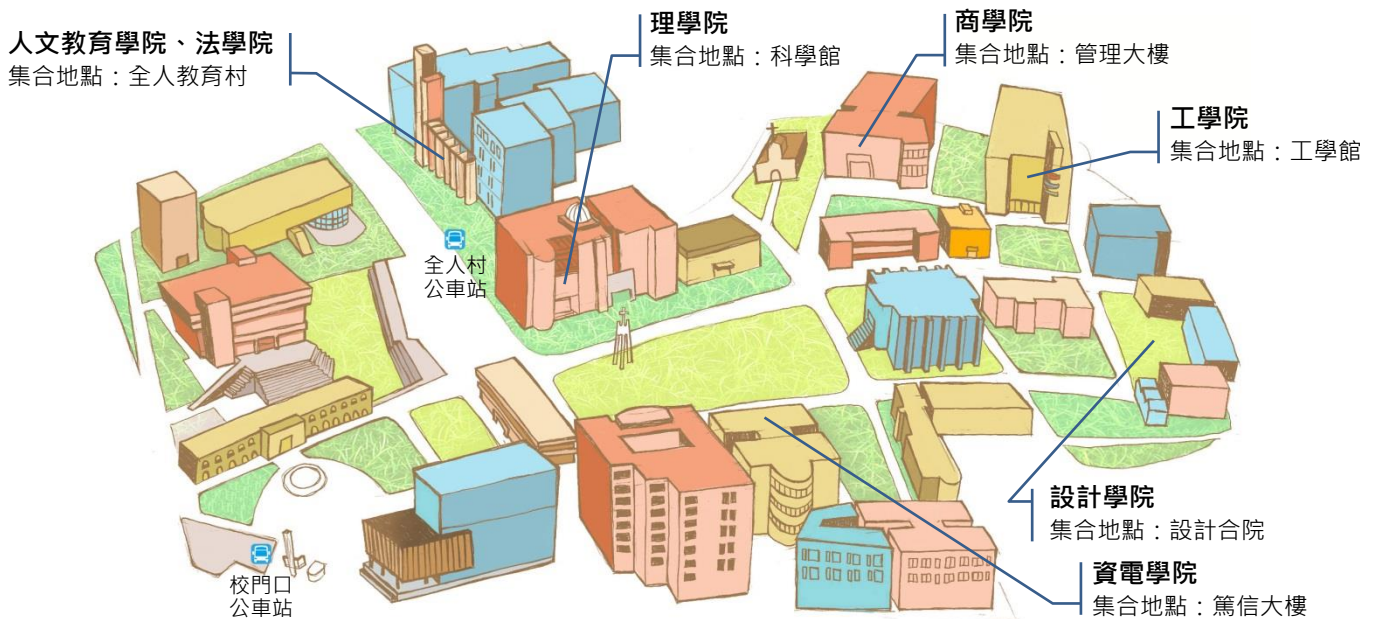 人文教育學院、法學院
集合地點：全人教育村
理學院
集合地點：科學館
商學院
集合地點：管理大樓
工學院
集合地點：工學館
全人村
公車站
設計學院
集合地點：設計合院
資電學院
集合地點：篤信大樓
校門口
公車站